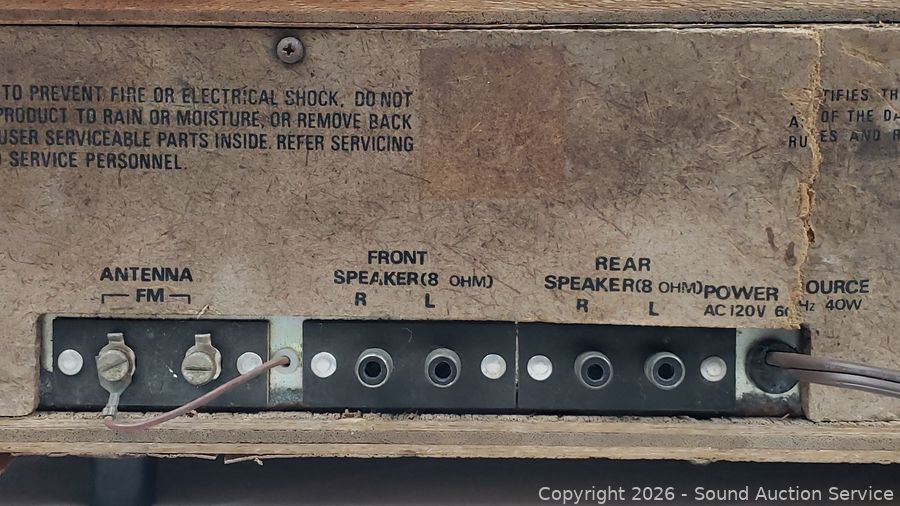 TO PREVENT FIRE OR ELECTRICAL SHOCK, DO NOT
PRODUCT TO RAIN OR MOISTURE, OR REMOVE BACK
USER SERVICEABLE PARTS INSIDE. REFER SERVICING
SERVICE PERSONNEL.
TIFIES TH
OF THE DA
RU ES AND R
ANTENNA
FM
FRONT
SPEAKER(8 OHM)
R L
REAR
SPEAKER(8 OHM)
R L
POWER OURCE
AC120V 60Hz 40W
Copyright 2026 - Sound Auction Service